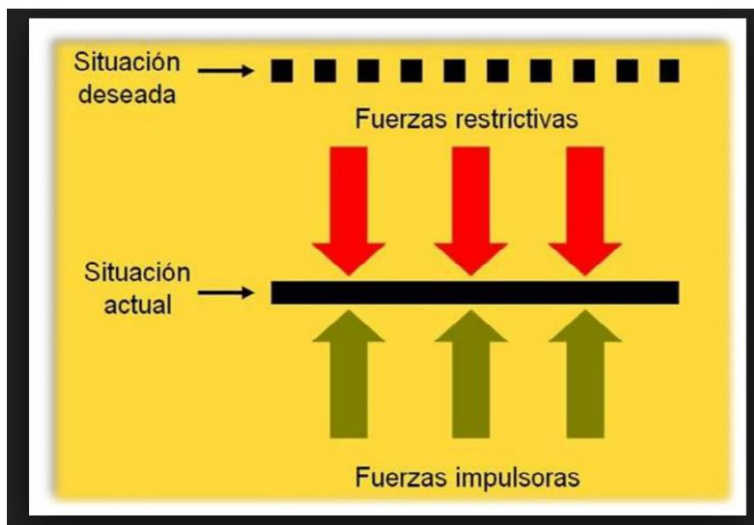 Situación
deseada
Fuerzas restrictivas
Situación
actual
Fuerzas impulsoras